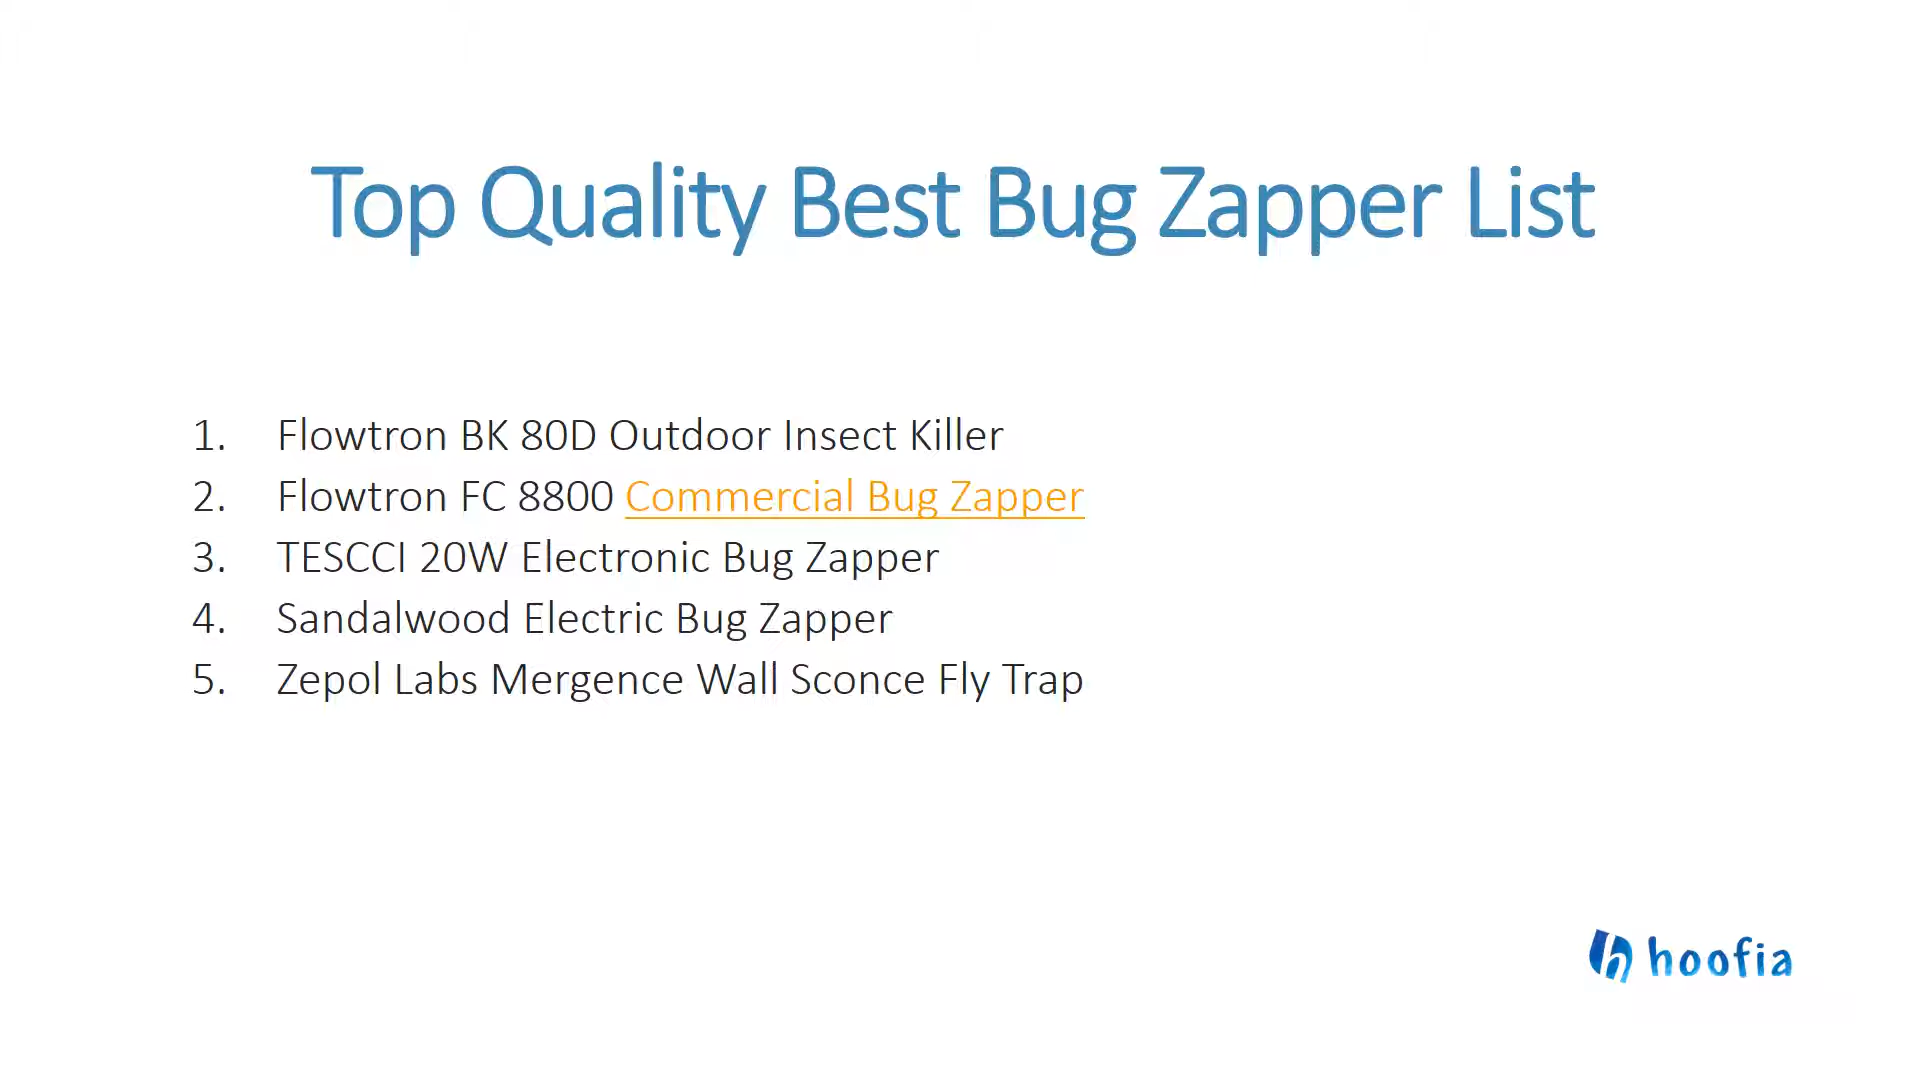 Top Quality Best Bug Zapper List
1. Flowtron BK 80D Outdoor Insect Killer
2. Flowtron FC 8800 Commercial Bug Zapper
3. TESCCI 20W Electronic Bug Zapper
4. Sandalwood Electric Bug Zapper
5. Zepol Labs Mergence Wall Sconce Fly Trap
hoofia